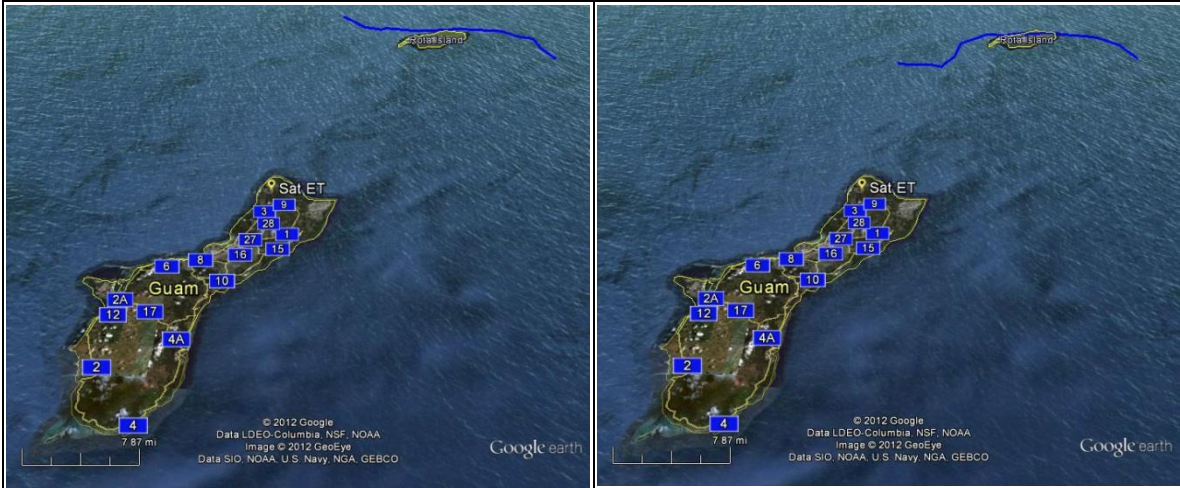 Rota Island
Sat ET
9
3
28
1
27
15
16
8
6
10
Guam
2A
17
12
4A
2
4
7.87 mi
© 2012 Google
Data LDEO-Columbia, NSF, NOAA
Image © 2012 GeoEye
Data SIO, NOAA, U.S. Navy, NGA, GEBCO
Google earth
Rota Island
Sat ET
9
3
28
1
27
15
16
8
6
10
Guam
2A
17
12
4A
2
4
7.87 mi
© 2012 Google
Data LDEO-Columbia, NSF, NOAA
Image © 2012 GeoEye
Data SIO, NOAA, U.S. Navy, NGA, GEBCO
Google earth